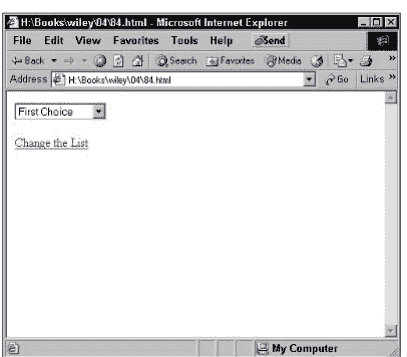 H:\Books\wiley\04\84.html - Microsoft Internet Explorer
File Edit View Favorites Tools Help Send
Back Search Favorites Media
Address H:\Books\wiley\04\84.html Go Links »
First Choice
Change the List
My Computer